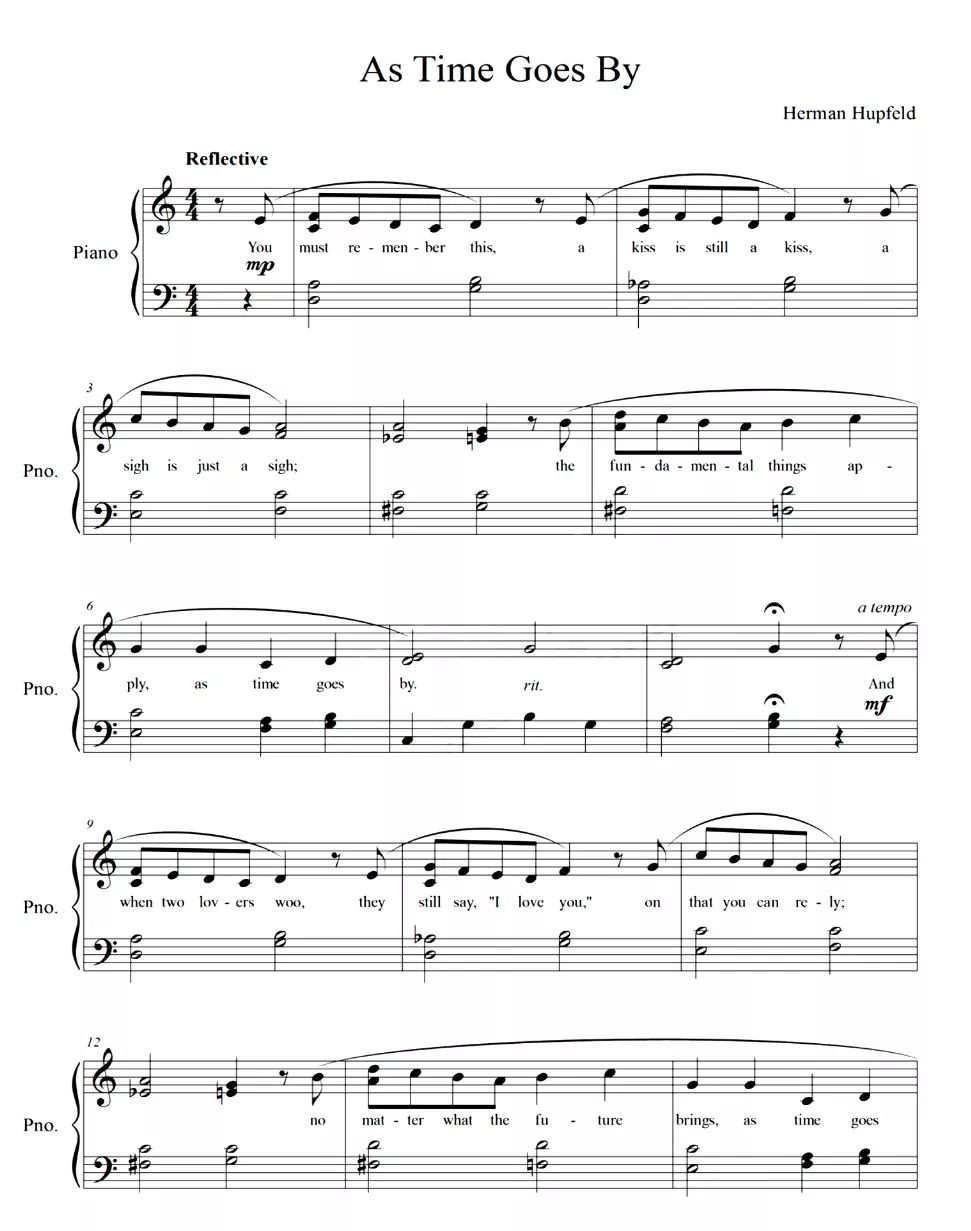 As Time Goes By
Herman Hupfeld
Reflective
Piano
You must re - men - ber this, a kiss is still a kiss, a
mp
3
Pno.
sigh is just a sigh; the fun - da - men - tal things ap -
6
a tempo
Pno.
ply, as time goes by. rit. And
mf
9
Pno.
when two lov - ers woo, they still say, "I love you," on that you can re - ly;
12
Pno.
no mat - ter what the fu - ture brings, as time goes